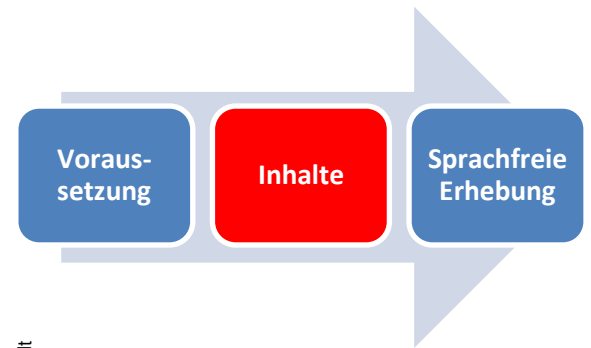 Voraus-
setzung
Inhalte
Sprachfreie
Erhebung